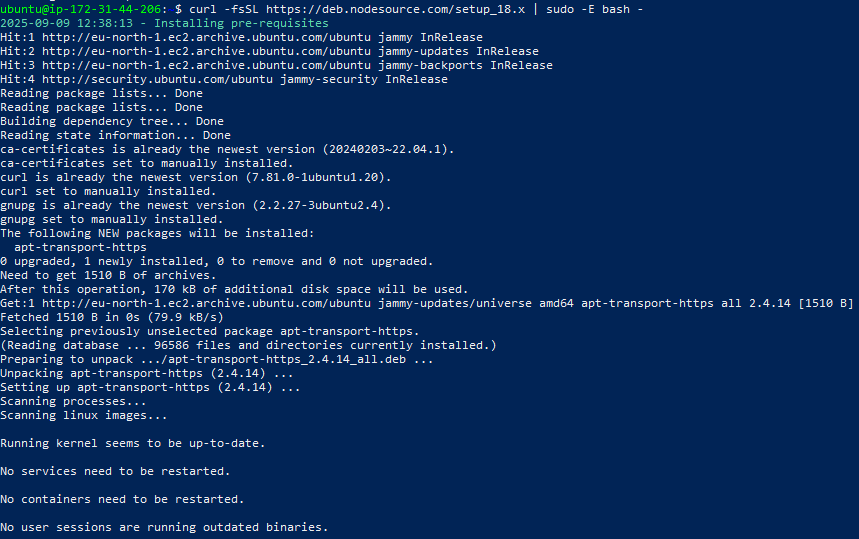 ubuntu@ip-172-31-44-206: $ curl -fsSL https://deb.nodesource.com/setup_18.x | sudo -E bash -
2025-09-09 12:38:13 - Installing pre-requisites
Hit:1 http://eu-north-1.ec2.archive.ubuntu.com/ubuntu jammy InRelease
Hit:2 http://eu-north-1.ec2.archive.ubuntu.com/ubuntu jammy-updates InRelease
Hit:3 http://eu-north-1.ec2.archive.ubuntu.com/ubuntu jammy-backports InRelease
Hit:4 http://security.ubuntu.com/ubuntu jammy-security InRelease
Reading package lists... Done
Reading package lists... Done
Building dependency tree... Done
Reading state information... Done
ca-certificates is already the newest version (20240203~22.04.1).
ca-certificates set to manually installed.
curl is already the newest version (7.81.0-1ubuntu1.20).
curl set to manually installed.
gnupg is already the newest version (2.2.27-3ubuntu2.4).
gnupg set to manually installed.
The following NEW packages will be installed:
  apt-transport-https
0 upgraded, 1 newly installed, 0 to remove and 0 not upgraded.
Need to get 1510 B of archives.
After this operation, 170 kB of additional disk space will be used.
Get:1 http://eu-north-1.ec2.archive.ubuntu.com/ubuntu jammy-updates/universe amd64 apt-transport-https all 2.4.14 [1510 B]
Fetched 1510 B in 0s (79.9 kB/s)
Selecting previously unselected package apt-transport-https.
(Reading database ... 96586 files and directories currently installed.)
Preparing to unpack .../apt-transport-https_2.4.14_all.deb ...
Unpacking apt-transport-https (2.4.14) ...
Setting up apt-transport-https (2.4.14) ...
Scanning processes...
Scanning linux images...
Running kernel seems to be up-to-date.
No services need to be restarted.
No containers need to be restarted.
No user sessions are running outdated binaries.